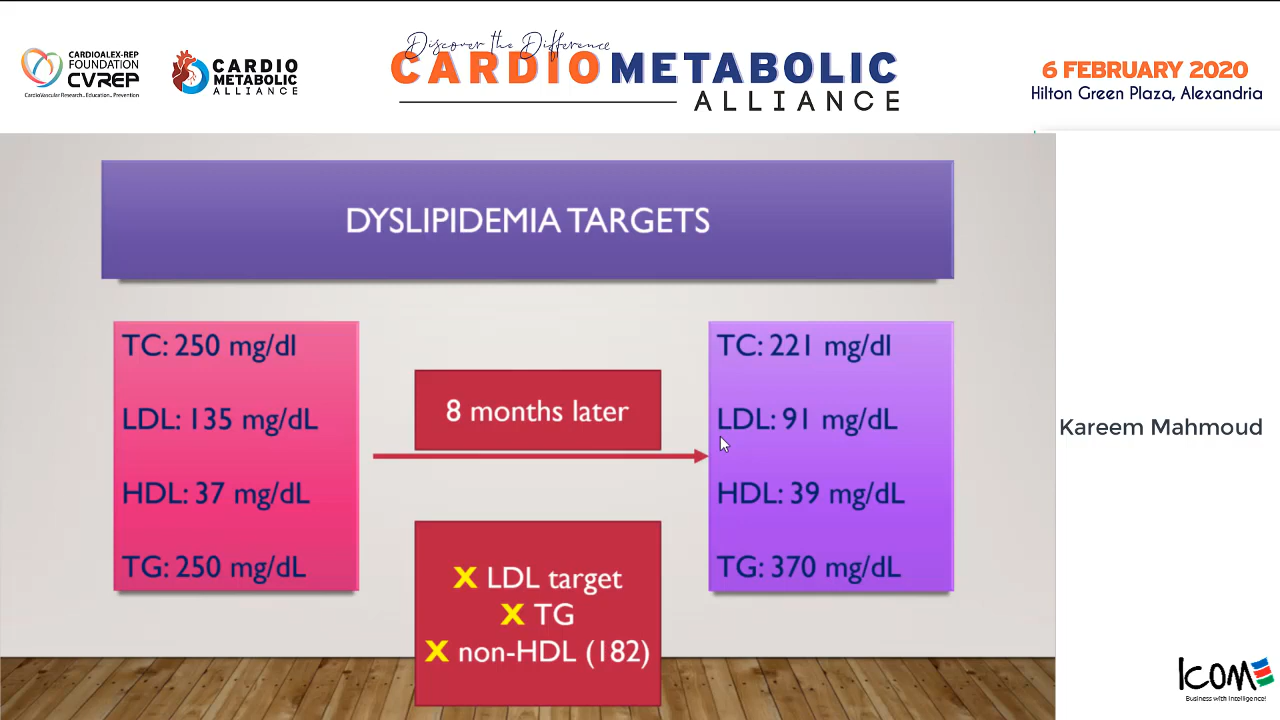 CARDIOALEX-REP
FOUNDATION
CVREP
CardioVascular Research.. Education.. Prevention
CARDIO
METABOLIC
ALLIANCE
Discover the Difference
CARDIOMETABOLIC
ALLIANCE
6 FEBRUARY 2020
Hilton Green Plaza, Alexandria
DYSLIPIDEMIA TARGETS
TC: 250 mg/dl
LDL: 135 mg/dL
HDL: 37 mg/dL
TG: 250 mg/dL
8 months later
X LDL target
X TG
X non-HDL (182)
TC: 221 mg/dl
LDL: 91 mg/dL
HDL: 39 mg/dL
TG: 370 mg/dL
Kareem Mahmoud
ICOME
Business with Intelligence!